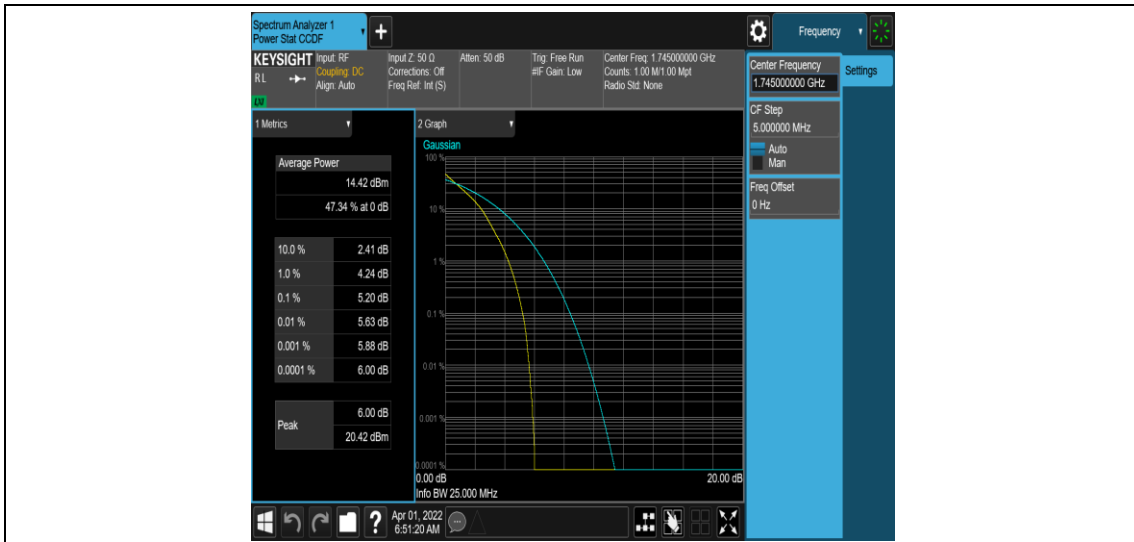 Spectrum Analyzer 1
Power Stat CCDF
+
Frequency
KEYSIGHT
RL
LXI
Input: RF
Coupling: DC
Align: Auto
Input Z: 50 Ω
Corrections: Off
Freq Ref: Int (S)
Atten: 50 dB
Trig: Free Run
#IF Gain: Low
Center Freq: 1.745000000 GHz
Counts: 1.00 M/1.00 Mpt
Radio Std: None
Center Frequency
1.745000000 GHz
Settings
CF Step
5.000000 MHz
Auto
Man
Freq Offset
0 Hz
1 Metrics
Average Power
14.42 dBm
47.34 % at 0 dB
10.0 % 2.41 dB
1.0 % 4.24 dB
0.1 % 5.20 dB
0.01 % 5.63 dB
0.001 % 5.88 dB
0.0001 % 6.00 dB
Peak
6.00 dB
20.42 dBm
2 Graph
Gaussian
100 %
10 %
1 %
0.1 %
0.01 %
0.001 %
0.0001 %
0.00 dB 20.00 dB
Info BW 25.000 MHz
?
Apr 01, 2022
6:51:20 AM